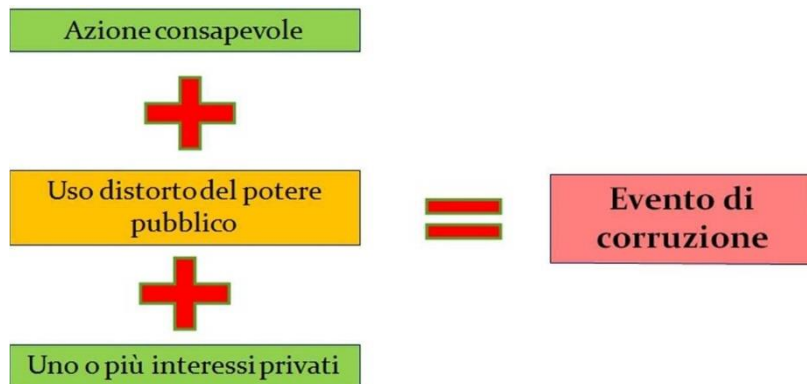 Azione consapevole
+
Uso distorto del potere
pubblico
=
Evento di
corruzione
+
Uno o più interessi privati